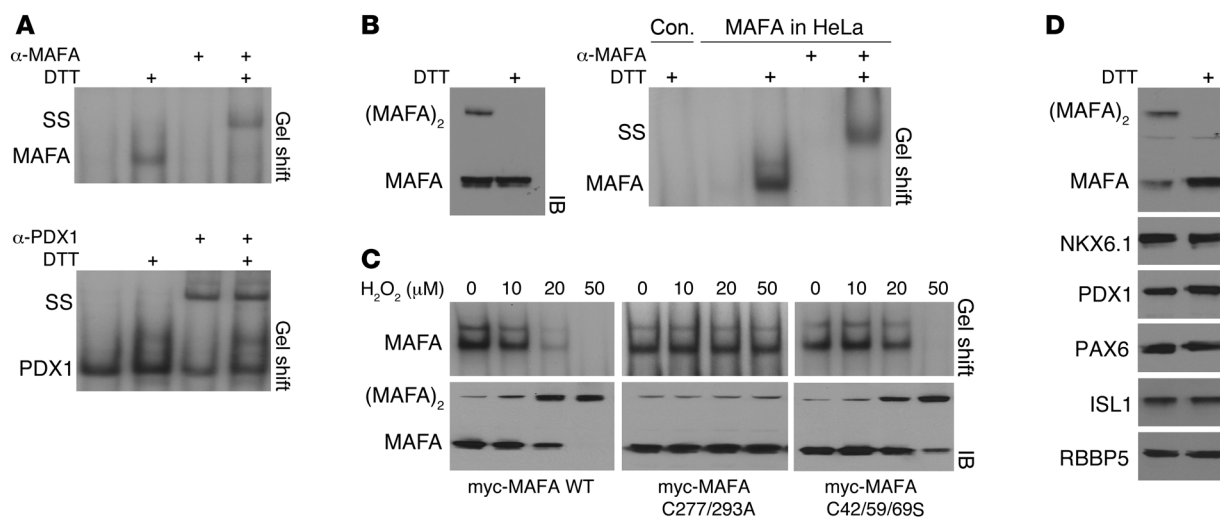 A
α-MAFA + +
DTT + +
SS
MAFA
Gel shift
α-PDX1 + +
DTT + +
SS
PDX1
Gel shift
B
DTT +
(MAFA)2
MAFA
IB
Con. MAFA in HeLa
α-MAFA + +
DTT + + +
SS
MAFA
Gel shift
C
H2O2 (μM) 0 10 20 50 0 10 20 50 0 10 20 50
MAFA
Gel shift
(MAFA)2
MAFA
IB
myc-MAFA WT
myc-MAFA
C277/293A
myc-MAFA
C42/59/69S
D
DTT +
(MAFA)2
MAFA
NKX6.1
PDX1
PAX6
ISL1
RBBP5